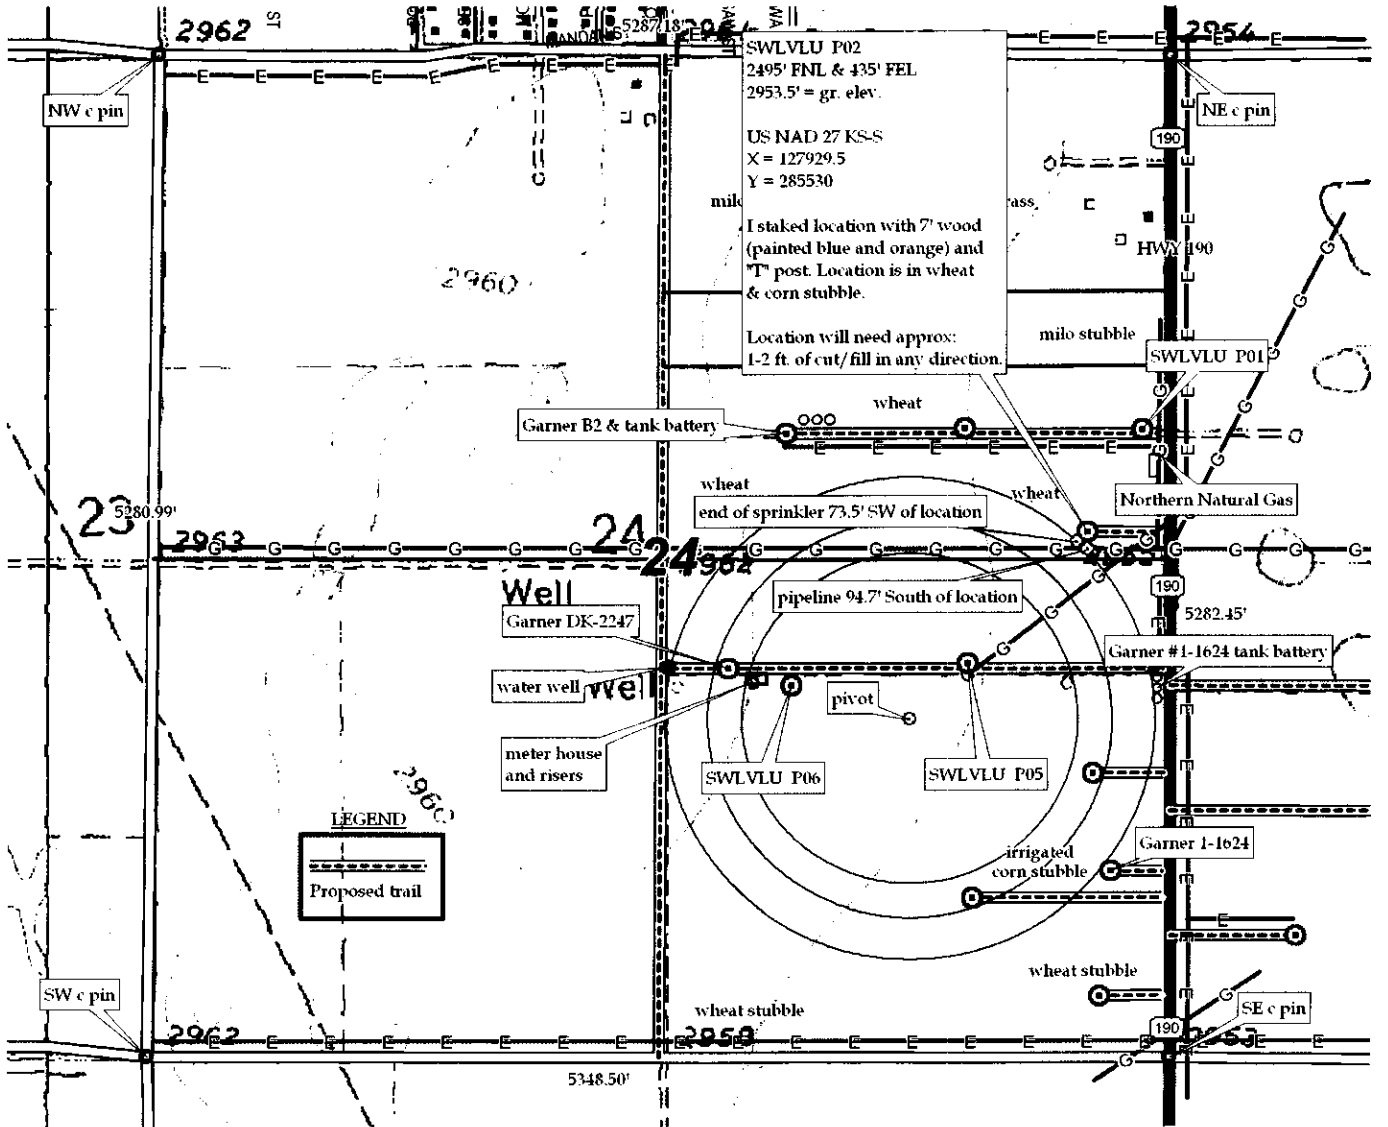 2962
ST
5287.18'
2954
SWLVLU P02
2495' FNL & 435' FEL
2953.5' = gr. elev.
US NAD 27 KS-S
X = 127929.5
Y = 285530
I staked location with 7' wood
(painted blue and orange) and
"T" post. Location is in wheat
& corn stubble.
Location will need approx:
1-2 ft. of cut/fill in any direction.
NW c pin
NE c pin
190
HWY 190
2960
milo stubble
SWLVLU P01
wheat
Garner B2 & tank battery
wheat
wheat
Northern Natural Gas
end of sprinkler 73.5' SW of location
23
5280.99'
24
24
2963
2962
Well
pipeline 94.7' South of location
190
5282.45'
Garner DK-2247
Garner #1-1624 tank battery
water well
Well
pivot
meter house
and risers
SWLVLU P06
SWLVLU P05
2960
LEGEND
Proposed trail
Garner 1-1624
irrigated
corn stubble
wheat stubble
SW c pin
SE c pin
wheat stubble
2962
2958
190
2953
5348.50'